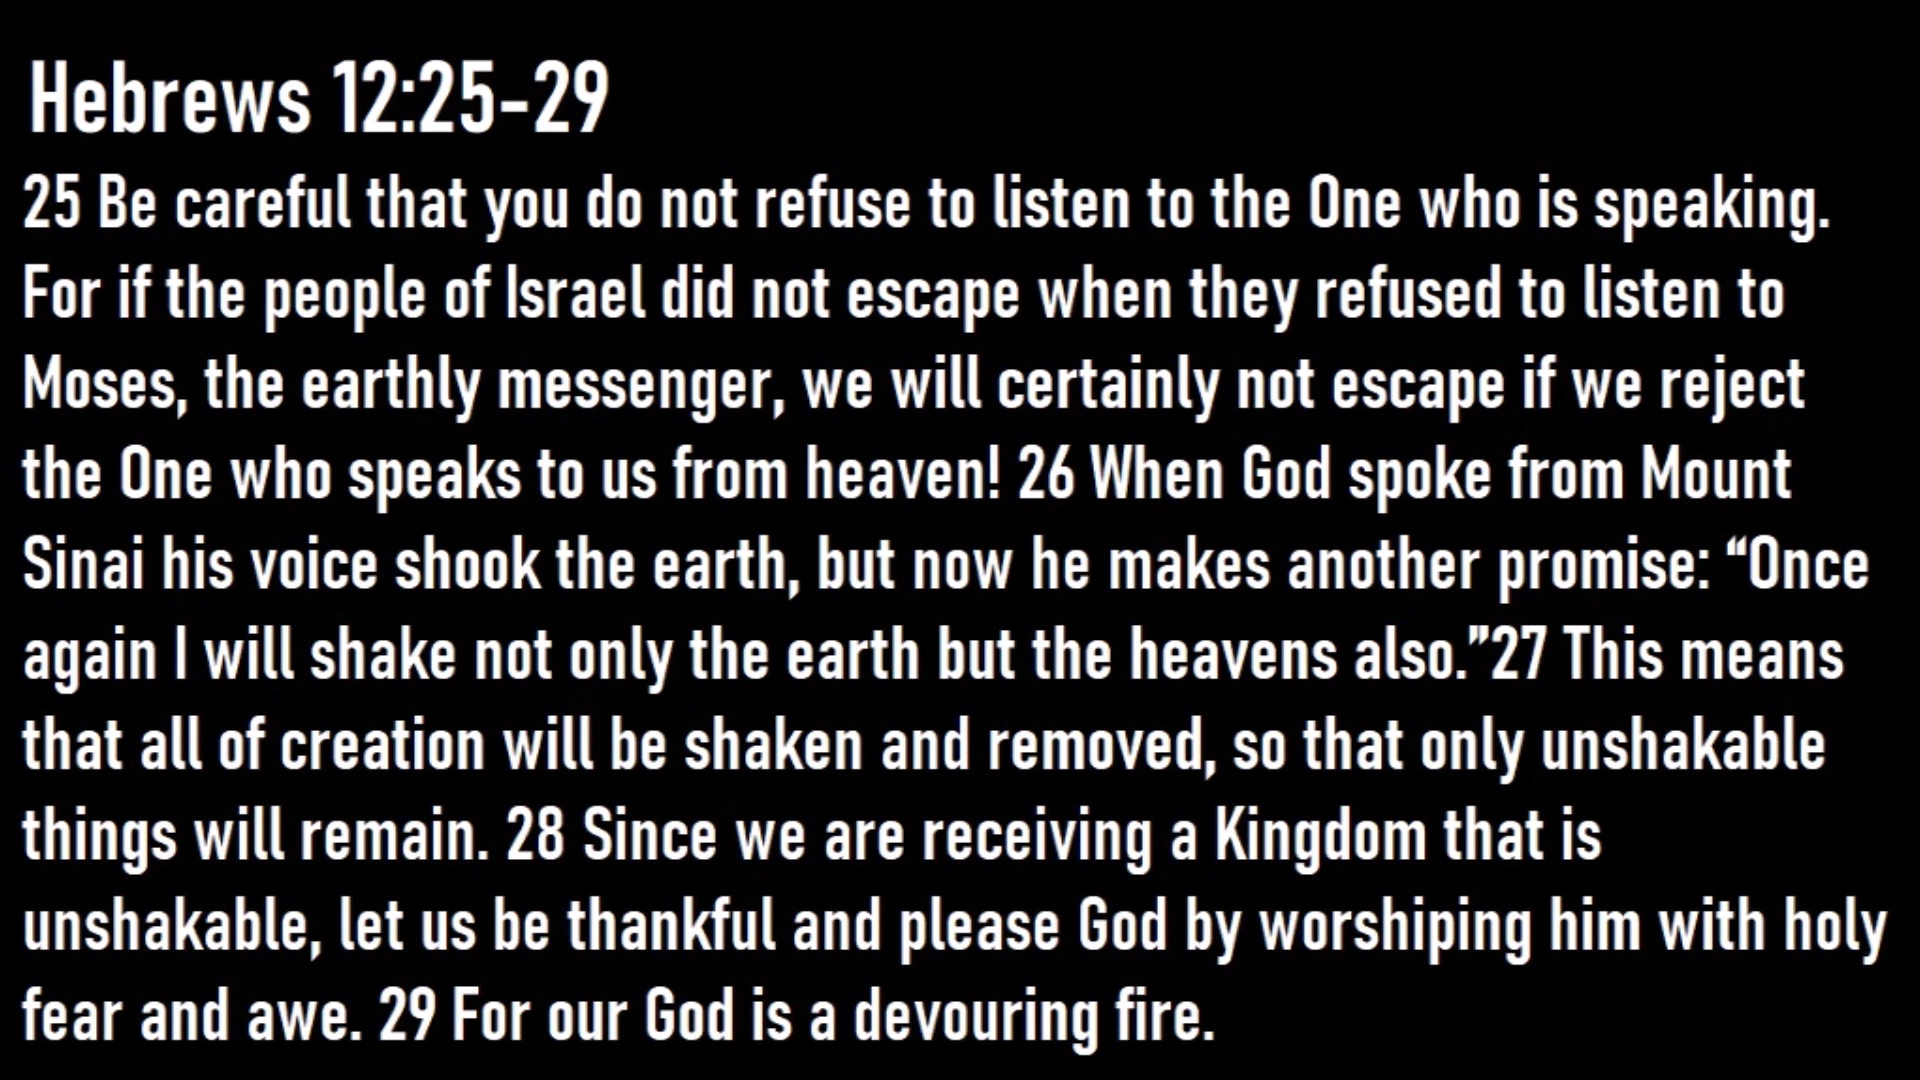 Hebrews 12:25-29
25 Be careful that you do not refuse to listen to the One who is speaking.
For if the people of Israel did not escape when they refused to listen to
Moses, the earthly messenger, we will certainly not escape if we reject
the One who speaks to us from heaven! 26 When God spoke from Mount
Sinai his voice shook the earth, but now he makes another promise: “Once
again I will shake not only the earth but the heavens also.”27 This means
that all of creation will be shaken and removed, so that only unshakable
things will remain. 28 Since we are receiving a Kingdom that is
unshakable, let us be thankful and please God by worshiping him with holy
fear and awe. 29 For our God is a devouring fire.